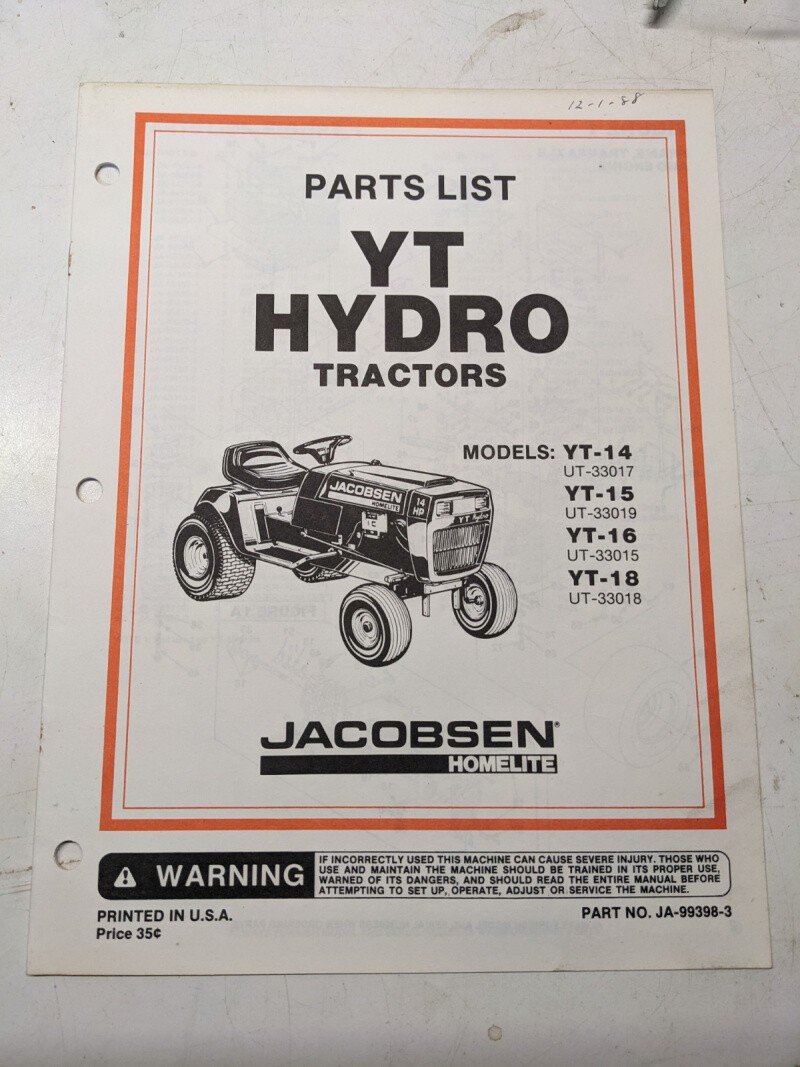 12-1-88
PARTS LIST
YT
HYDRO
TRACTORS
MODELS: YT-14
UT-33017
YT-15
UT-33019
YT-16
UT-33015
YT-18
UT-33018
JACOBSEN
HOMELITE
14
HP
YT
JACOBSEN®
HOMELITE
WARNING
IF INCORRECTLY USED THIS MACHINE CAN CAUSE SEVERE INJURY. THOSE WHO
USE AND MAINTAIN THE MACHINE SHOULD BE TRAINED IN ITS PROPER USE,
WARNED OF ITS DANGERS, AND SHOULD READ THE ENTIRE MANUAL BEFORE
ATTEMPTING TO SET UP, OPERATE, ADJUST OR SERVICE THE MACHINE.
PRINTED IN U.S.A.
Price 35¢
PART NO. JA-99398-3